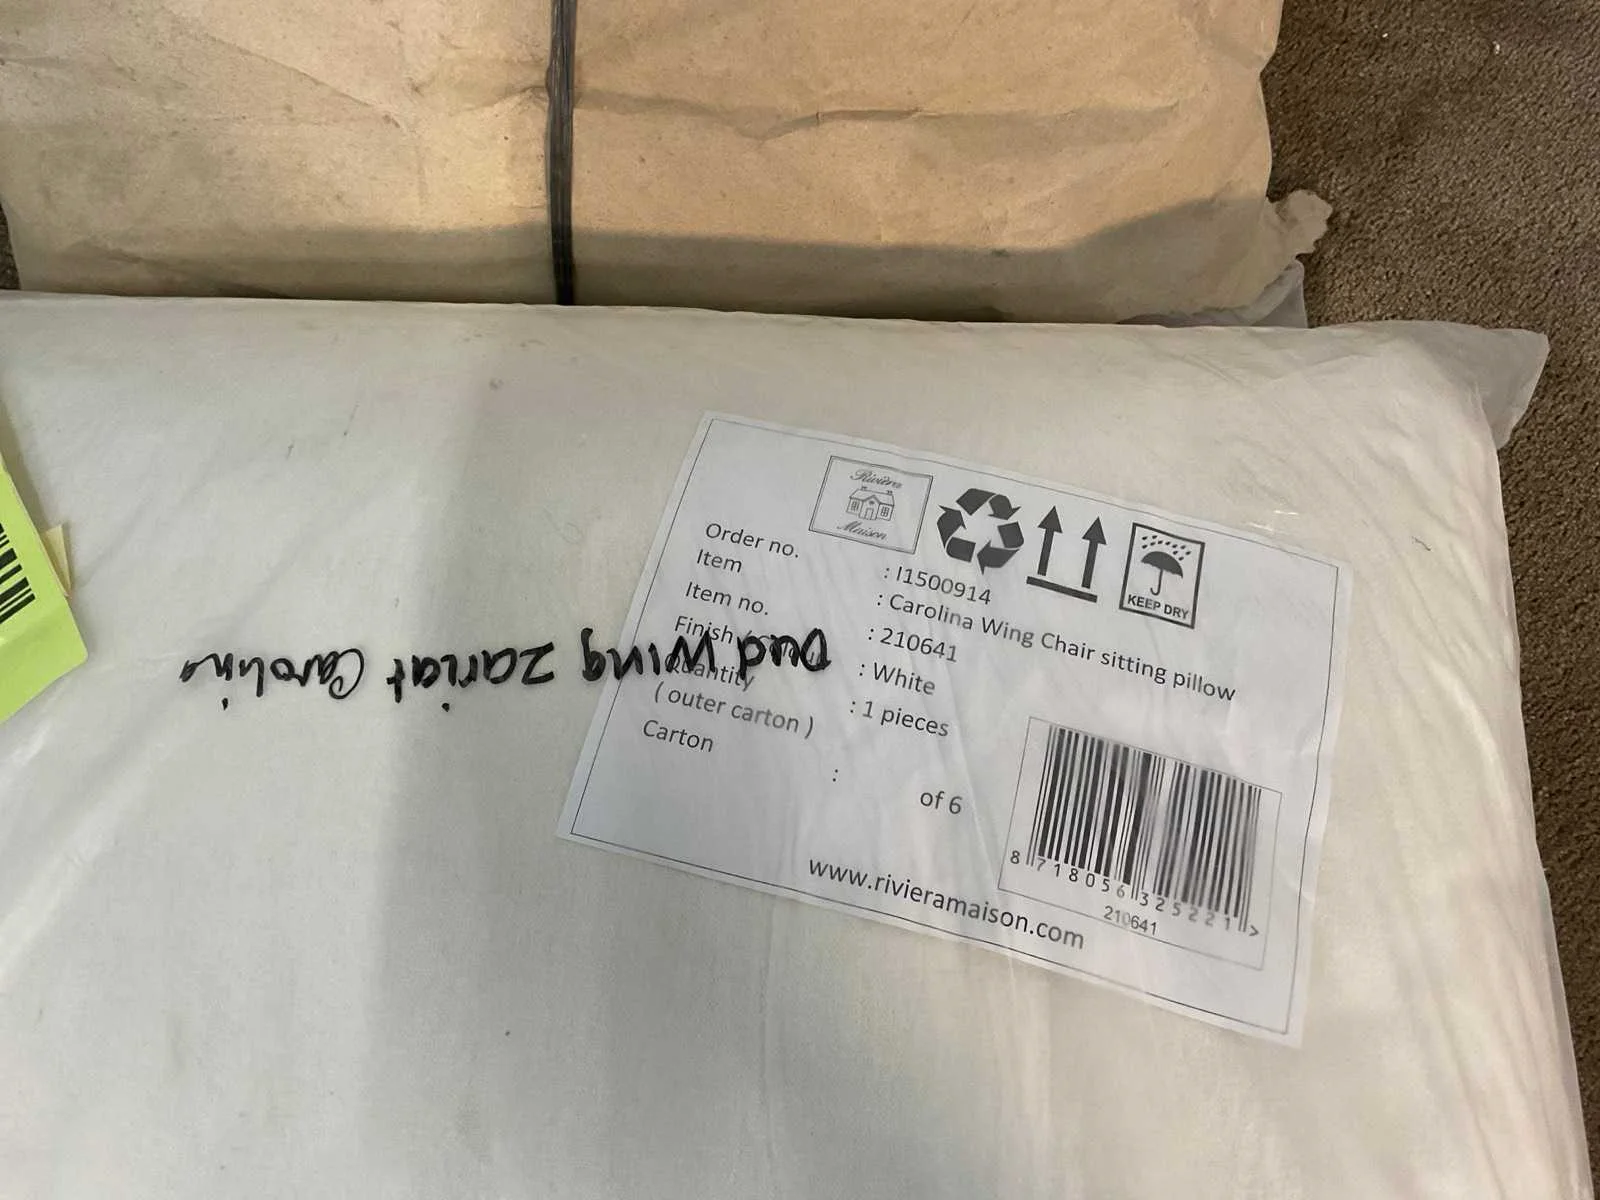 Rivièra
Maison
KEEP DRY
Order no. : I1500914
Item : Carolina Wing Chair sitting pillow
Item no. : 210641
Finish : White
Quantity : 1 pieces
( outer carton )
Carton : of 6
www.rivieramaison.com
8 718056 325221 >
210641
Oud wing zariat Carolina